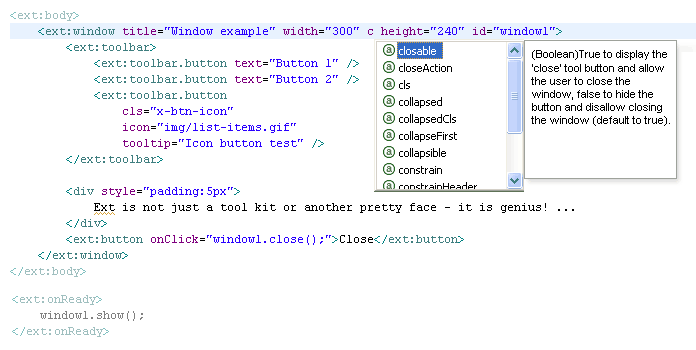 <ext:body>
<ext:window title="Window example" width="300" c height="240" id="window1">
<ext:toolbar>
<ext:toolbar.button text="Button 1" />
<ext:toolbar.button text="Button 2" />
<ext:toolbar.button
cls="x-btn-icon"
icon="img/list-items.gif"
tooltip="Icon button test" />
</ext:toolbar>
<div style="padding:5px">
Ext is not just a tool kit or another pretty face - it is genius! ...
</div>
<ext:button onClick="window1.close();">Close</ext:button>
</ext:window>
</ext:body>
<ext:onReady>
window1.show();
</ext:onReady>
closable
closeAction
cls
collapsed
collapsedCls
collapseFirst
collapsible
constrain
constrainHeader
(Boolean)True to display the
'close' tool button and allow
the user to close the
window, false to hide the
button and disallow closing
the window (default to true).